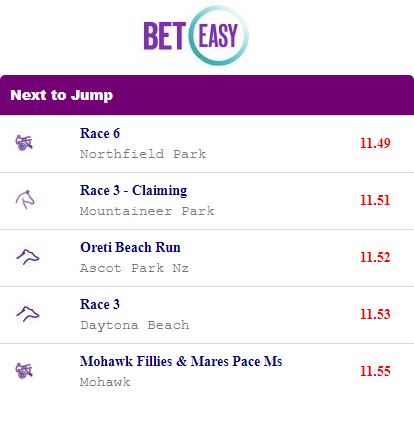 BET EASY
Next to Jump
Race 6
11.49
Northfield Park
Race 3 - Claiming
11.51
Mountaineer Park
Oreti Beach Run
11.52
Ascot Park Nz
Race 3
11.53
Daytona Beach
Mohawk Fillies & Mares Pace Ms
11.55
Mohawk